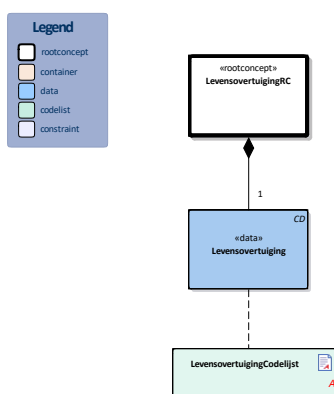 Legend
rootconcept
container
data
codelist
constraint
«rootconcept»
LevensovertuigingRC
1
CD
«data»
Levensovertuiging
LevensovertuigingCodelijst
A